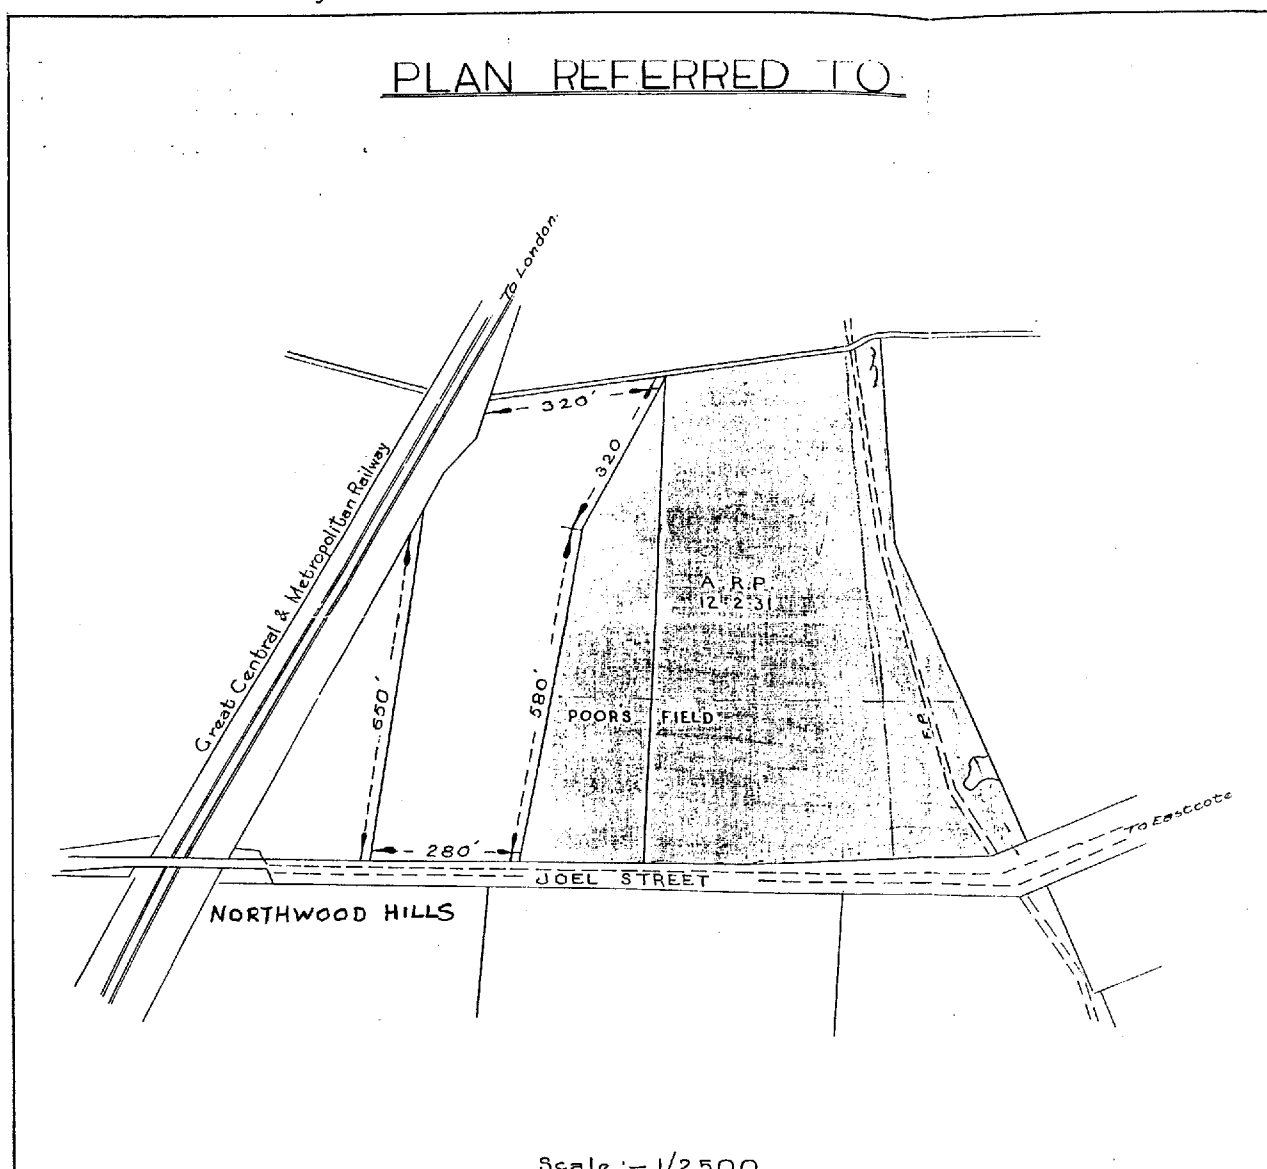 PLAN REFERRED TO
To London.
320'
320
Great Central & Metropolitan Railway
A. R.P.
12·2·31
650'
580'
POOR'S FIELD
F.P.
To Eastcote
280'
JOEL STREET
NORTHWOOD HILLS
Scale :- 1/2500